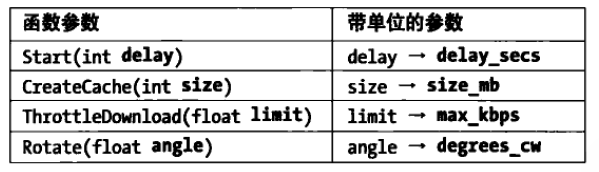 函数参数 带单位的参数
Start(int delay) delay → delay_secs
CreateCache(int size) size → size_mb
ThrottleDownload(float limit) limit → max_kbps
Rotate(float angle) angle → degrees_cw